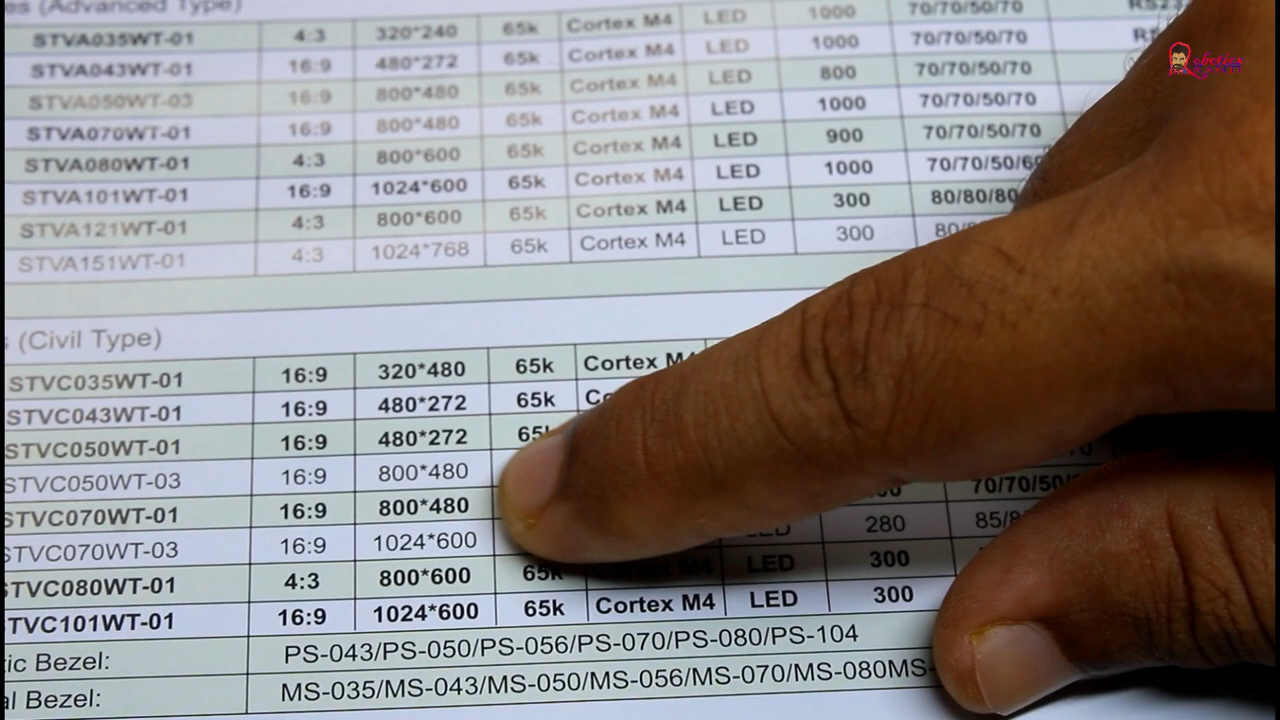 es (Advanced Type)
STVA035WT-01 4:3 320*240 65k Cortex M4 LED 1000 70/70/50/70
STVA043WT-01 16:9 480*272 65k Cortex M4 LED 1000 70/70/50/70
STVA050WT-03 16:9 800*480 65k Cortex M4 LED 800 70/70/50/70
STVA070WT-01 16:9 800*480 65k Cortex M4 LED 1000 70/70/50/70
STVA080WT-01 4:3 800*600 65k Cortex M4 LED 900 70/70/50/70
STVA101WT-01 16:9 1024*600 65k Cortex M4 LED 1000 70/70/50/60
STVA121WT-01 4:3 800*600 65k Cortex M4 LED 300 80/80/80
STVA151WT-01 4:3 1024*768 65k Cortex M4 LED 300 80/
(Civil Type)
STVC035WT-01 16:9 320*480 65k Cortex M4
STVC043WT-01 16:9 480*272 65k
STVC050WT-01 16:9 480*272 65k
STVC050WT-03 16:9 800*480
STVC070WT-01 16:9 800*480 70/70/50/
STVC070WT-03 16:9 1024*600 LED 280 85/8
STVC080WT-01 4:3 800*600 65k Cortex M4 LED 300
TVC101WT-01 16:9 1024*600 65k Cortex M4 LED 300
tic Bezel: PS-043/PS-050/PS-056/PS-070/PS-080/PS-104
al Bezel: MS-035/MS-043/MS-050/MS-056/MS-070/MS-080MS-